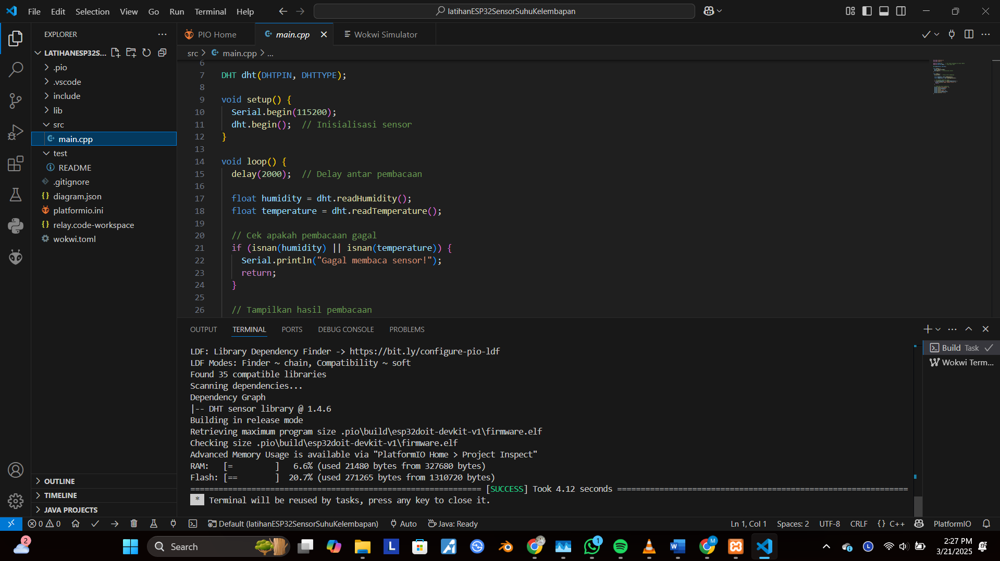 File Edit Selection View Go Run Terminal Help
latihanESP32SensorSuhuKelembapan
EXPLORER
LATIHANESP32S...
.pio
.vscode
include
lib
src
main.cpp
test
README
.gitignore
diagram.json
platformio.ini
relay.code-workspace
wokwi.toml
OUTLINE
TIMELINE
JAVA PROJECTS
PIO Home
main.cpp
Wokwi Simulator
src > main.cpp > ...
6
7 DHT dht(DHTPIN, DHTTYPE);
8
9 void setup() {
10 Serial.begin(115200);
11 dht.begin(); // Inisialisasi sensor
12 }
13
14 void loop() {
15 delay(2000); // Delay antar pembacaan
16
17 float humidity = dht.readHumidity();
18 float temperature = dht.readTemperature();
19
20 // Cek apakah pembacaan gagal
21 if (isnan(humidity) || isnan(temperature)) {
22 Serial.println("Gagal membaca sensor!");
23 return;
24 }
25
26 // Tampilkan hasil pembacaan
OUTPUT TERMINAL PORTS DEBUG CONSOLE PROBLEMS
LDF: Library Dependency Finder -> https://bit.ly/configure-pio-ldf
LDF Modes: Finder ~ chain, Compatibility ~ soft
Found 35 compatible libraries
Scanning dependencies...
Dependency Graph
|-- DHT sensor library @ 1.4.6
Building in release mode
Retrieving maximum program size .pio\build\esp32doit-devkit-v1\firmware.elf
Checking size .pio\build\esp32doit-devkit-v1\firmware.elf
Advanced Memory Usage is available via "PlatformIO Home > Project Inspect"
RAM: [= ] 6.6% (used 21480 bytes from 327680 bytes)
Flash: [== ] 20.7% (used 271265 bytes from 1310720 bytes)
============================================================== [SUCCESS] Took 4.12 seconds ==============================================================
* Terminal will be reused by tasks, press any key to close it.
Build Task
Wokwi Term...
0 0 Default (latihanESP32SensorSuhuKelembapan) Auto Java: Ready Ln 1, Col 1 Spaces: 2 UTF-8 CRLF {} C++ PlatformIO
2
Search
1
2:27 PM
3/21/2025